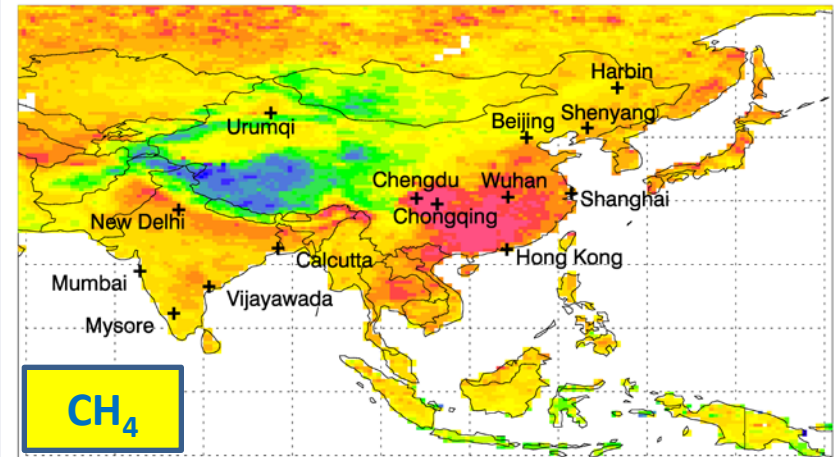 Harbin
Urumqi
Beijing
Shenyang
Chengdu
Wuhan
Shanghai
Chongqing
New Delhi
Hong Kong
Calcutta
Mumbai
Vijayawada
Mysore
CH₄